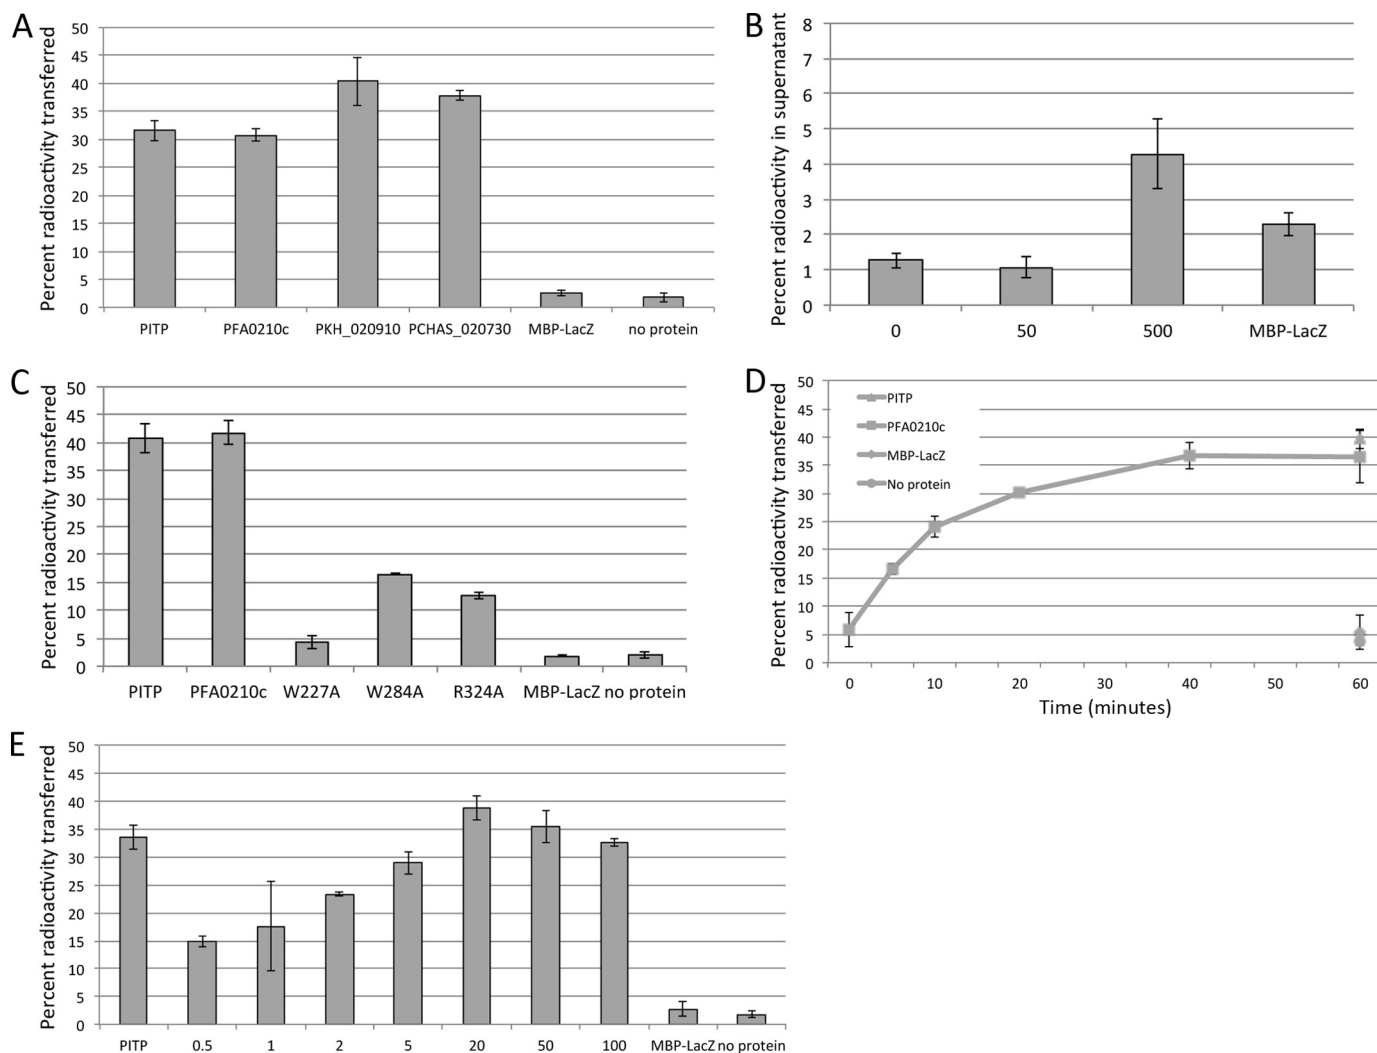 A
Percent radioactivity transferred
50
45
40
35
30
25
20
15
10
5
0
PITP PFA0210c PKH_020910 PCHAS_020730 MBP-LacZ no protein
B
Percent radioactivity in supernatant
8
7
6
5
4
3
2
1
0
0 50 500 MBP-LacZ
C
Percent radioactivity transferred
50
45
40
35
30
25
20
15
10
5
0
PITP PFA0210c W227A W284A R324A MBP-LacZ no protein
D
Percent radioactivity transferred
50
45
40
35
30
25
20
15
10
5
0
PITP
PFA0210c
MBP-LacZ
No protein
0 10 20 40 50 60
Time (minutes)
E
Percent radioactivity transferred
50
45
40
35
30
25
20
15
10
5
0
PITP 0.5 1 2 5 20 50 100 MBP-LacZ no protein